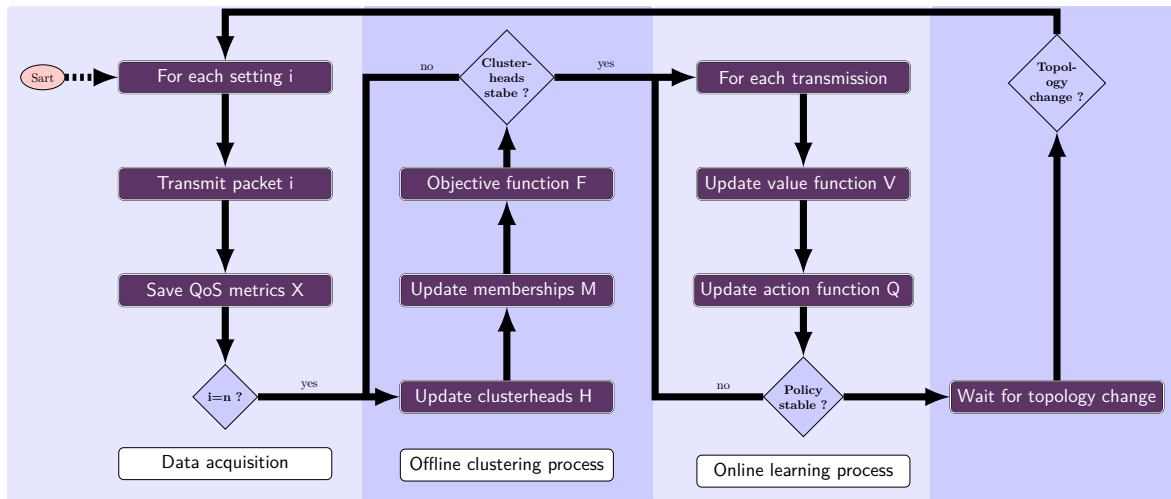 Sart
For each setting i
Transmit packet i
Save QoS metrics X
i=n ?
yes
Data acquisition
no
Cluster-
heads
stabe ?
yes
Objective function F
Update memberships M
Update clusterheads H
Offline clustering process
For each transmission
Update value function V
Update action function Q
no
Policy
stable ?
Online learning process
Topol-
ogy
change ?
Wait for topology change